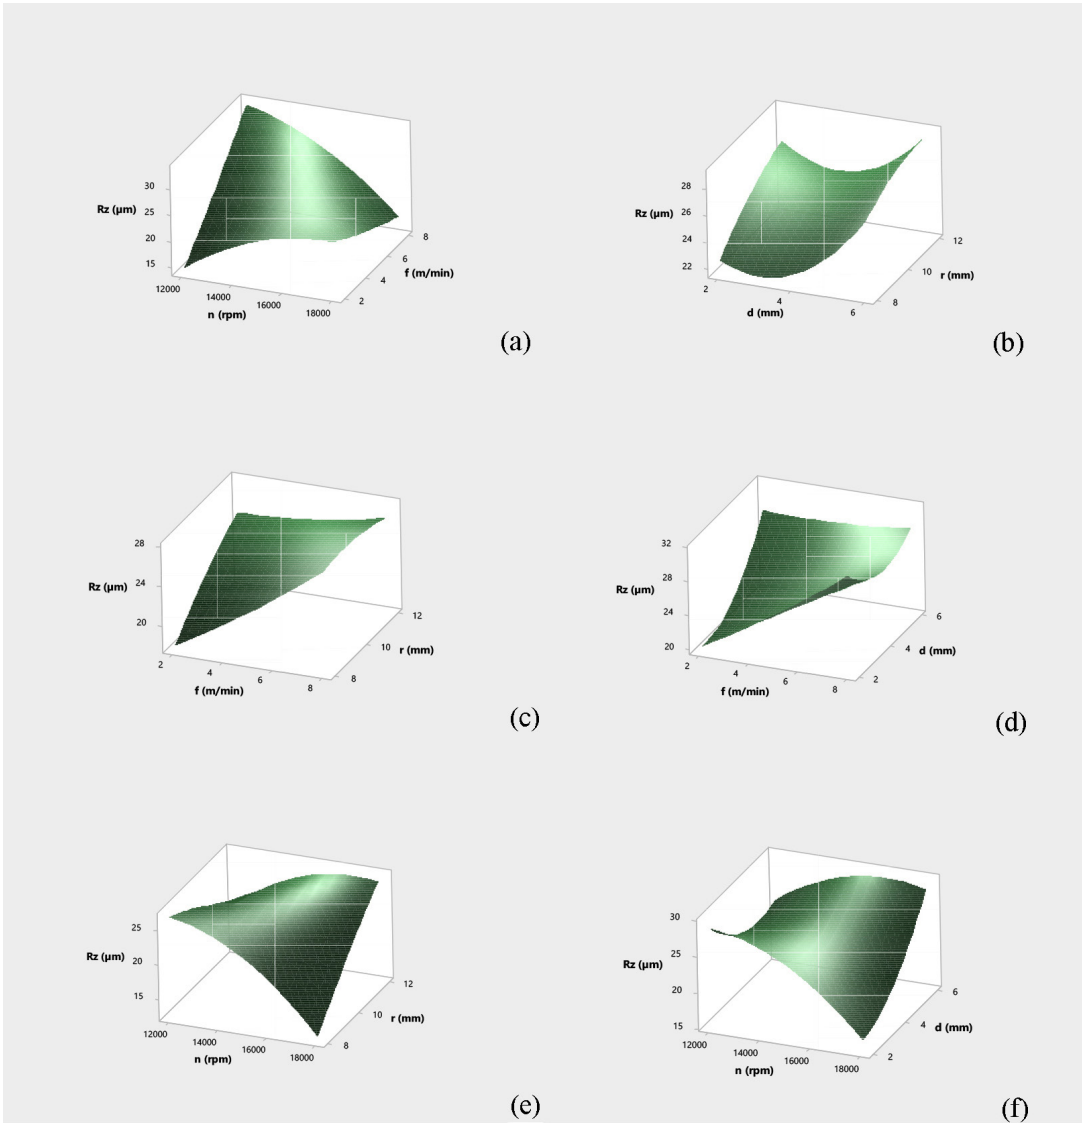 30
25
Rz (µm)
20
15
12000
14000
16000
18000
n (rpm)
2
4
6
8
f (m/min)
(a)
28
26
Rz (µm)
24
22
2
4
6
d (mm)
8
10
12
r (mm)
(b)
28
Rz (µm)
24
20
2
4
6
8
f (m/min)
8
10
12
r (mm)
(c)
32
Rz (µm)
28
24
20
2
4
6
8
f (m/min)
2
4
6
d (mm)
(d)
25
Rz (µm)
20
15
12000
14000
16000
18000
n (rpm)
8
10
12
r (mm)
(e)
30
25
Rz (µm)
20
15
12000
14000
16000
18000
n (rpm)
2
4
6
d (mm)
(f)